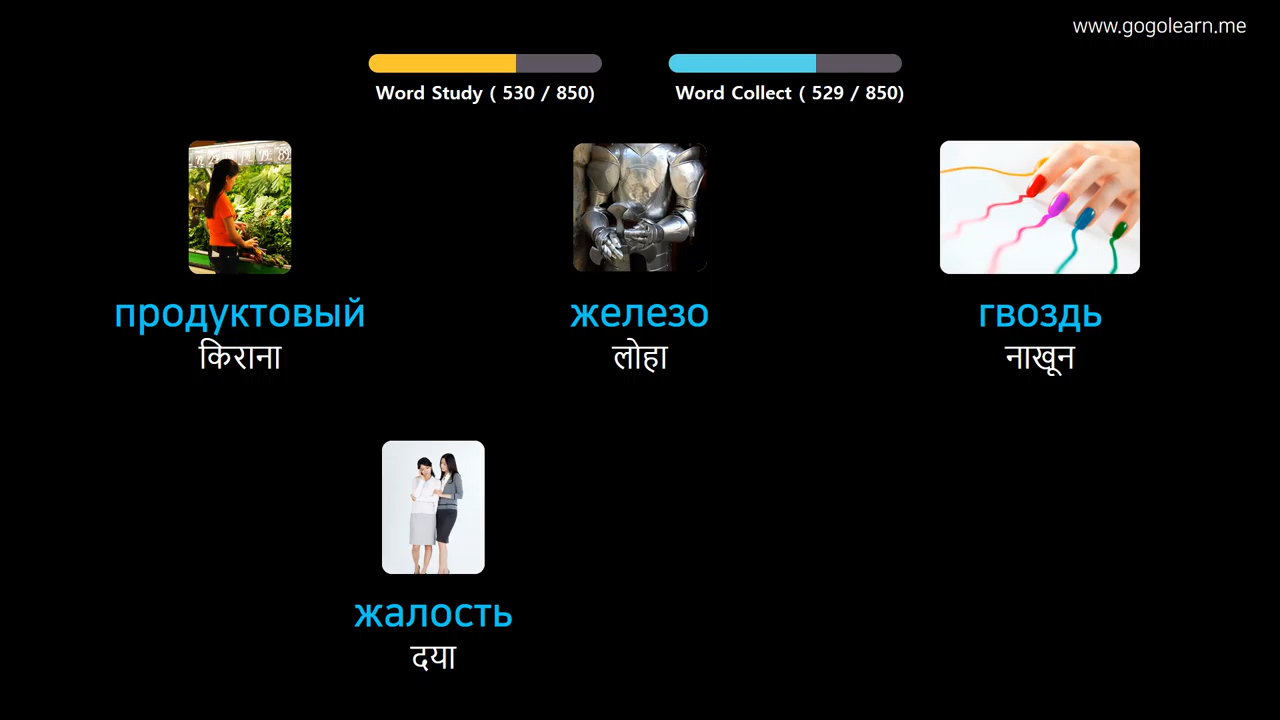 www.gogolearn.me
Word Study ( 530 / 850)
Word Collect ( 529 / 850)
продуктовый
किराना
железо
लोहा
гвоздь
नाखून
жалость
दया